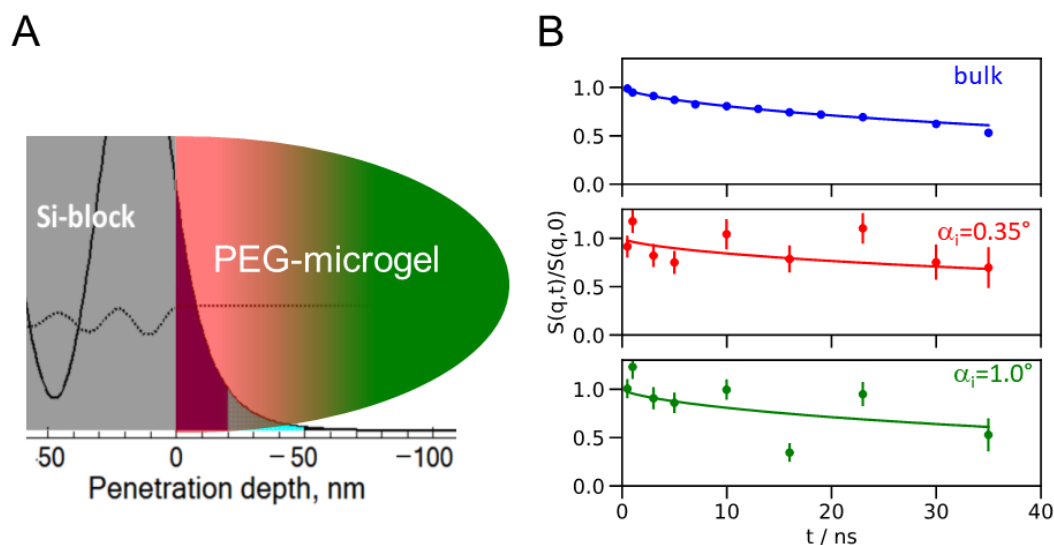 A
Si-block
PEG-microgel
50 0 −50 −100
Penetration depth, nm
B
bulk
1.0
0.5
1.0
αi=0.35°
1.0
0.5
1.0
αi=1.0°
1.0
0.5
0.0
S(q,t)/S(q,0)
0 10 20 30 40
t / ns